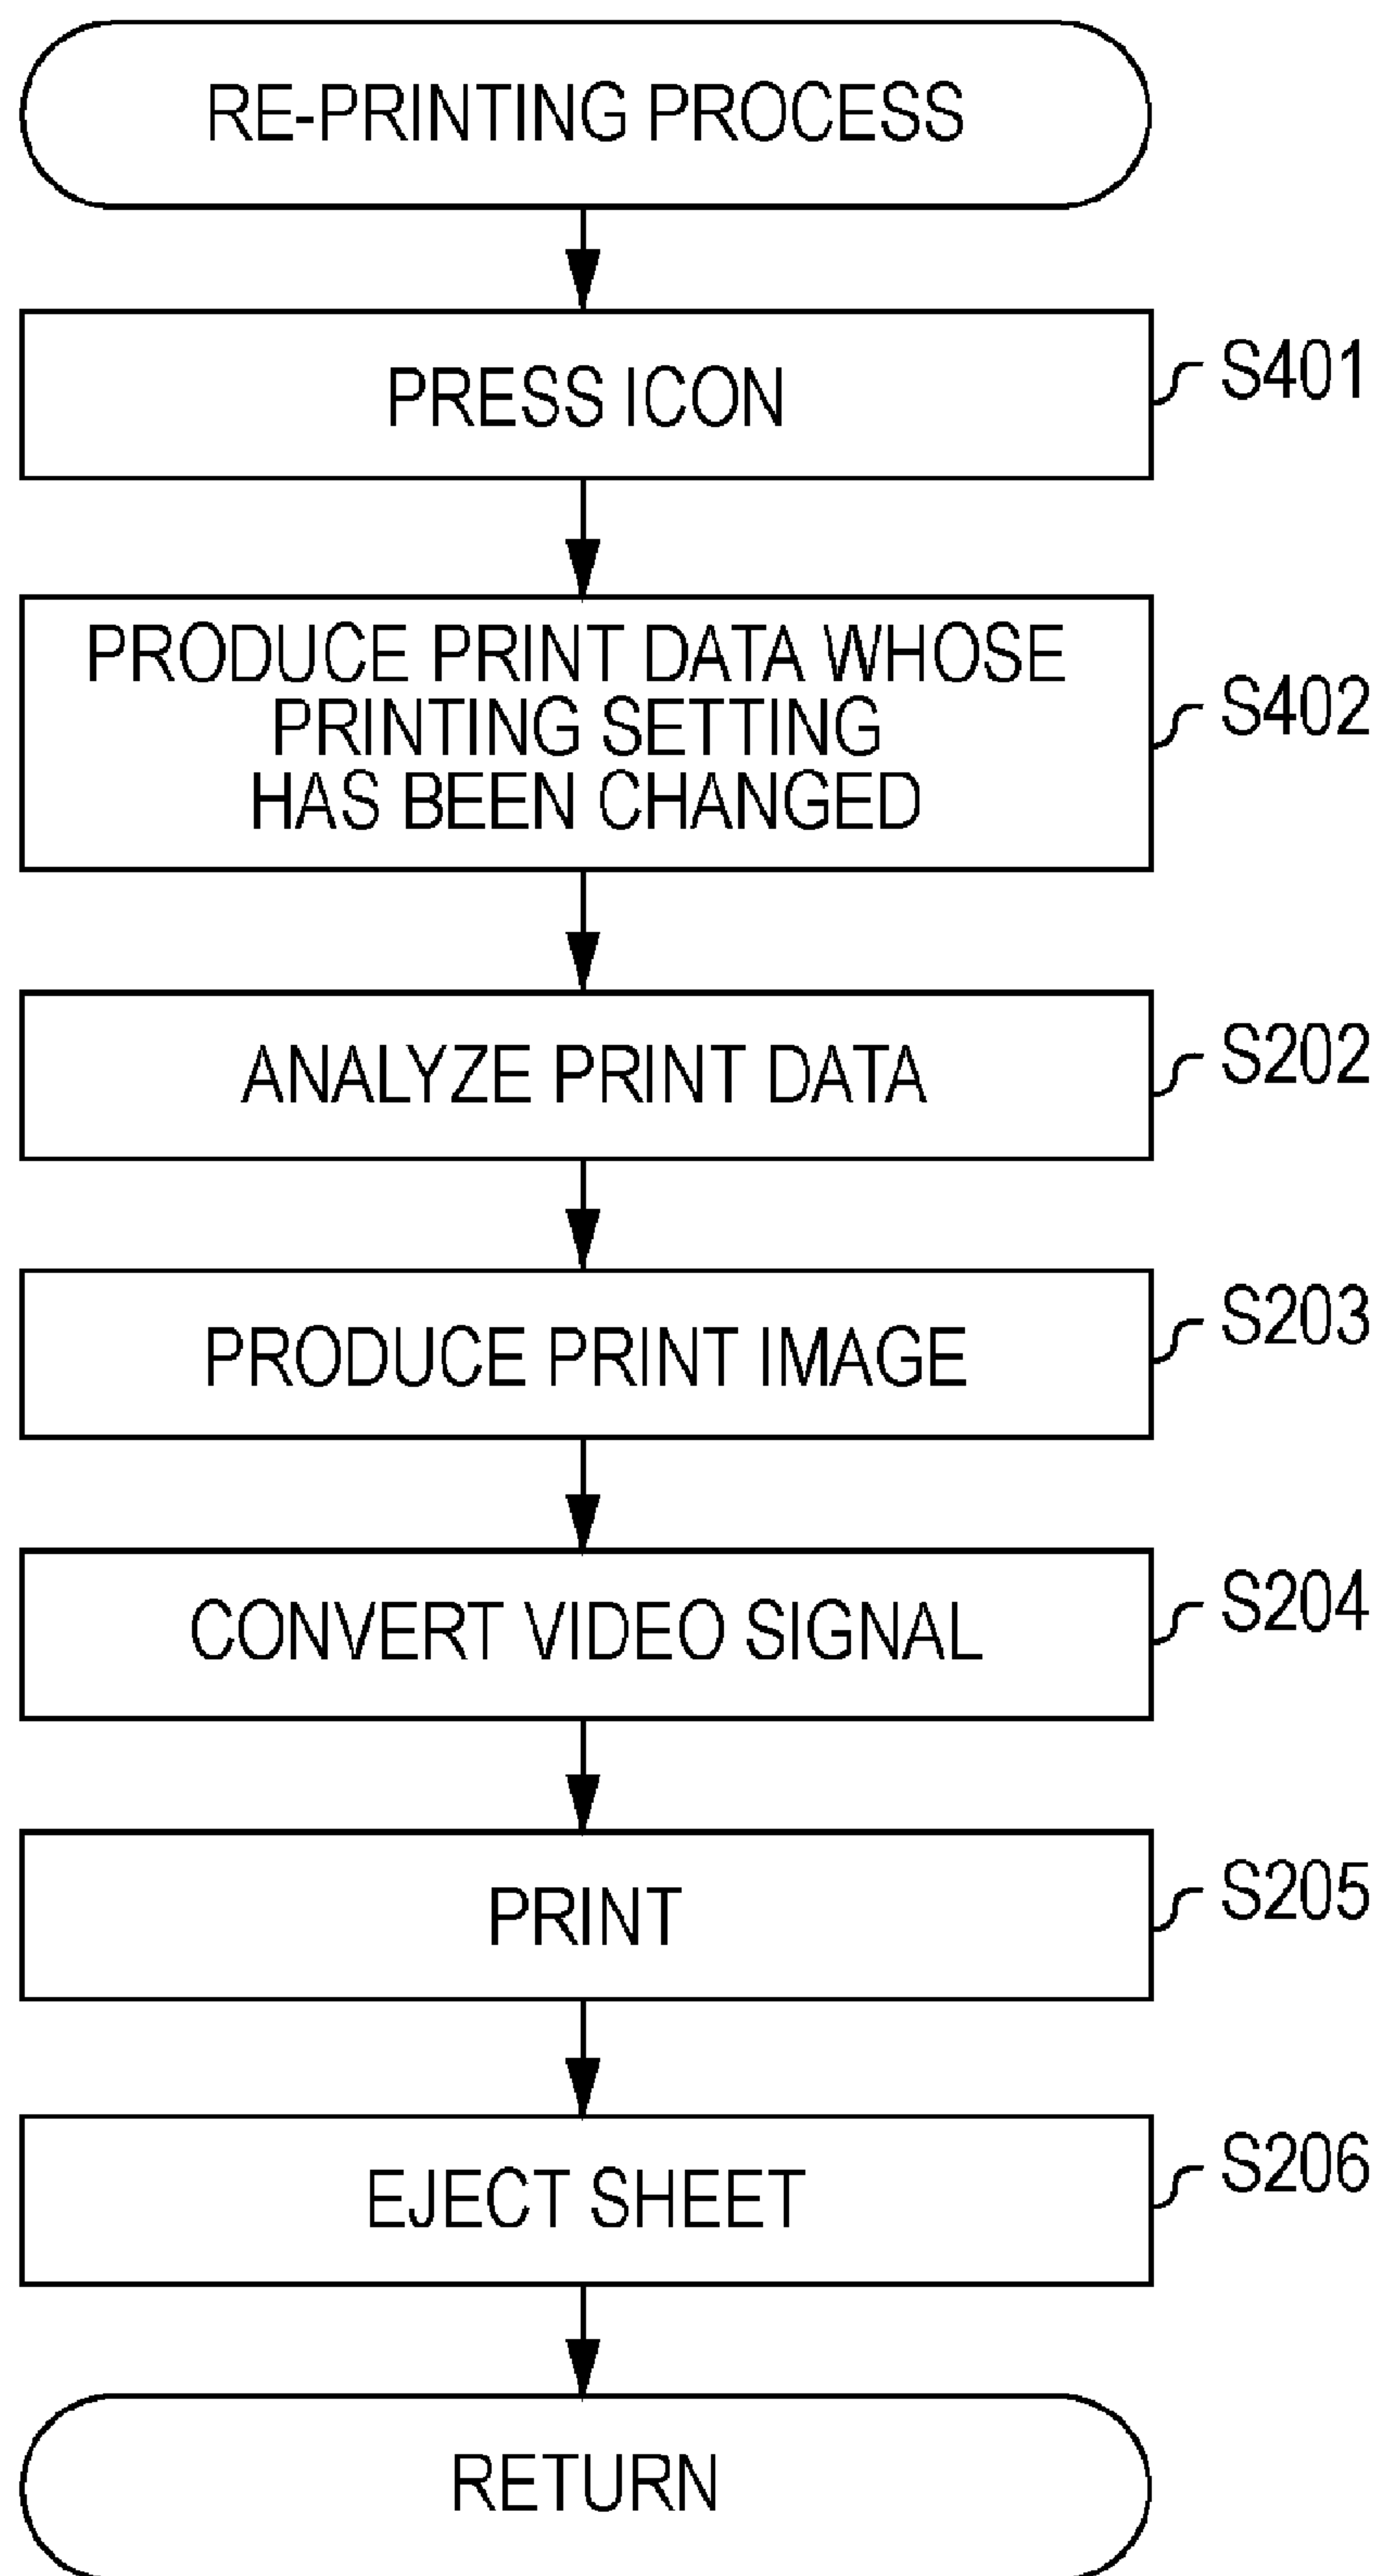 RE-PRINTING PROCESS
PRESS ICON
S401
PRODUCE PRINT DATA WHOSE
PRINTING SETTING
HAS BEEN CHANGED
S402
ANALYZE PRINT DATA
S202
PRODUCE PRINT IMAGE
S203
CONVERT VIDEO SIGNAL
S204
PRINT
S205
EJECT SHEET
S206
RETURN